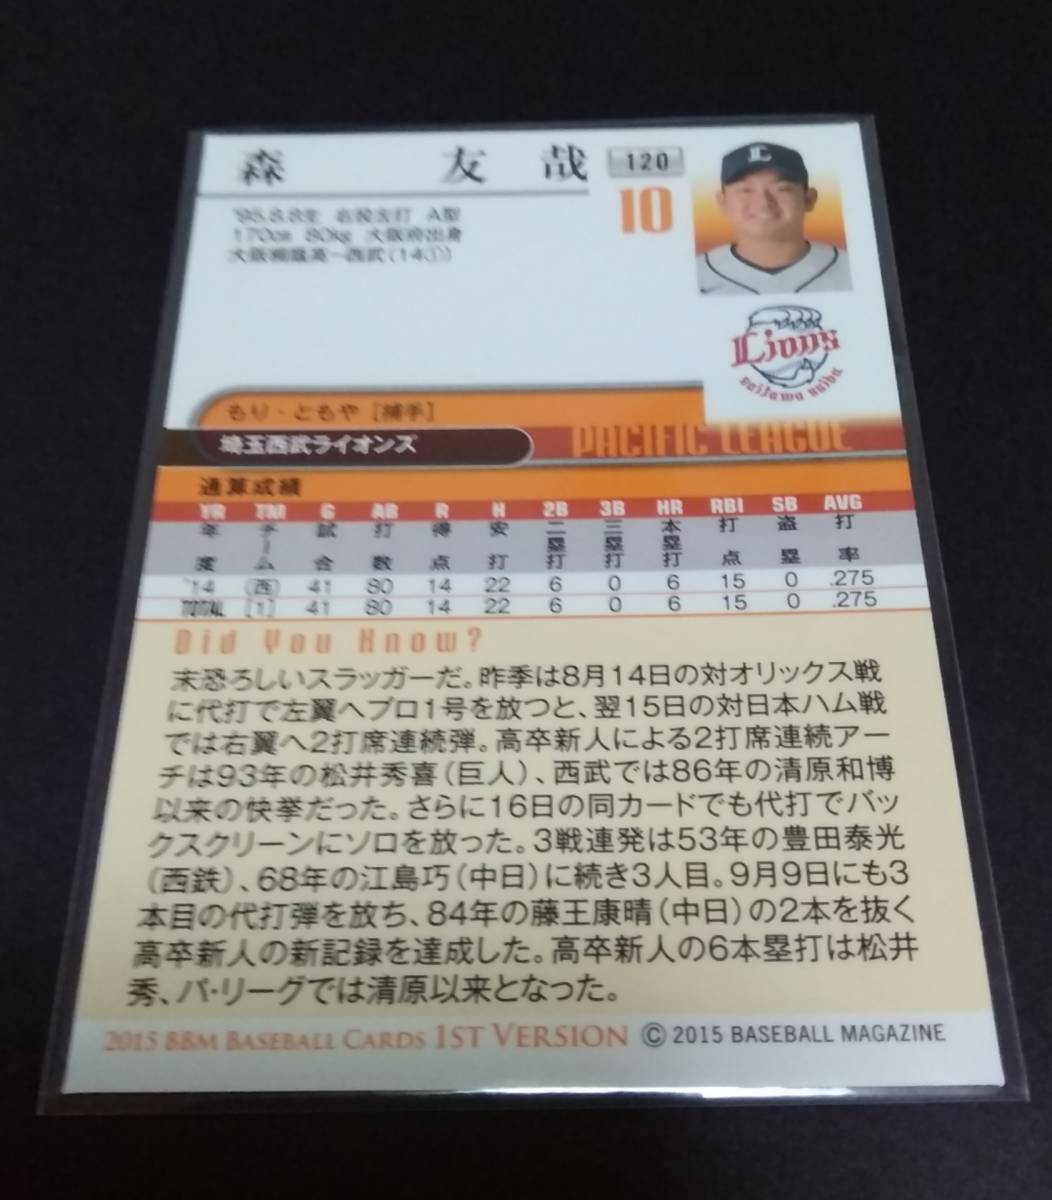 森 友哉 120
10
'95.8.8生 右投左打 A型
170cm 80kg 大阪府出身
大阪桐蔭高ー西武(14①)
L
Lions
saitama seibu
もり・ともや [捕手]
埼玉西武ライオンズ PACIFIC LEAGUE
通算成績
YR TM G AB R H 2B 3B HR RBI SB AVG
年度 チーム 試合 打数 得点 安打 二塁打 三塁打 本塁打 打点 盗塁 打率
'14 (西) 41 80 14 22 6 0 6 15 0 .275
TOTAL [1] 41 80 14 22 6 0 6 15 0 .275
Did You Know?
末恐ろしいスラッガーだ。昨季は8月14日の対オリックス戦
に代打で左翼へプロ1号を放つと、翌15日の対日本ハム戦
では右翼へ2打席連続弾。高卒新人による2打席連続アー
チは93年の松井秀喜(巨人)、西武では86年の清原和博
以来の快挙だった。さらに16日の同カードでも代打でバッ
クスクリーンにソロを放った。3戦連発は53年の豊田泰光
(西鉄)、68年の江島巧(中日)に続き3人目。9月9日にも3
本目の代打弾を放ち、84年の藤王康晴(中日)の2本を抜く
高卒新人の新記録を達成した。高卒新人の6本塁打は松井
秀、パ・リーグでは清原以来となった。
2015 BBM BASEBALL CARDS 1ST VERSION © 2015 BASEBALL MAGAZINE